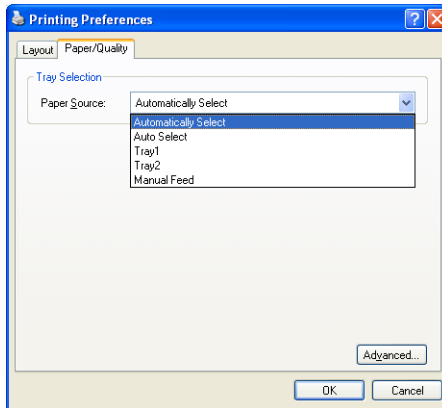 Printing Preferences
Layout Paper/Quality
Tray Selection
Paper Source: Automatically Select
Automatically Select
Auto Select
Tray1
Tray2
Manual Feed
Advanced...
OK Cancel